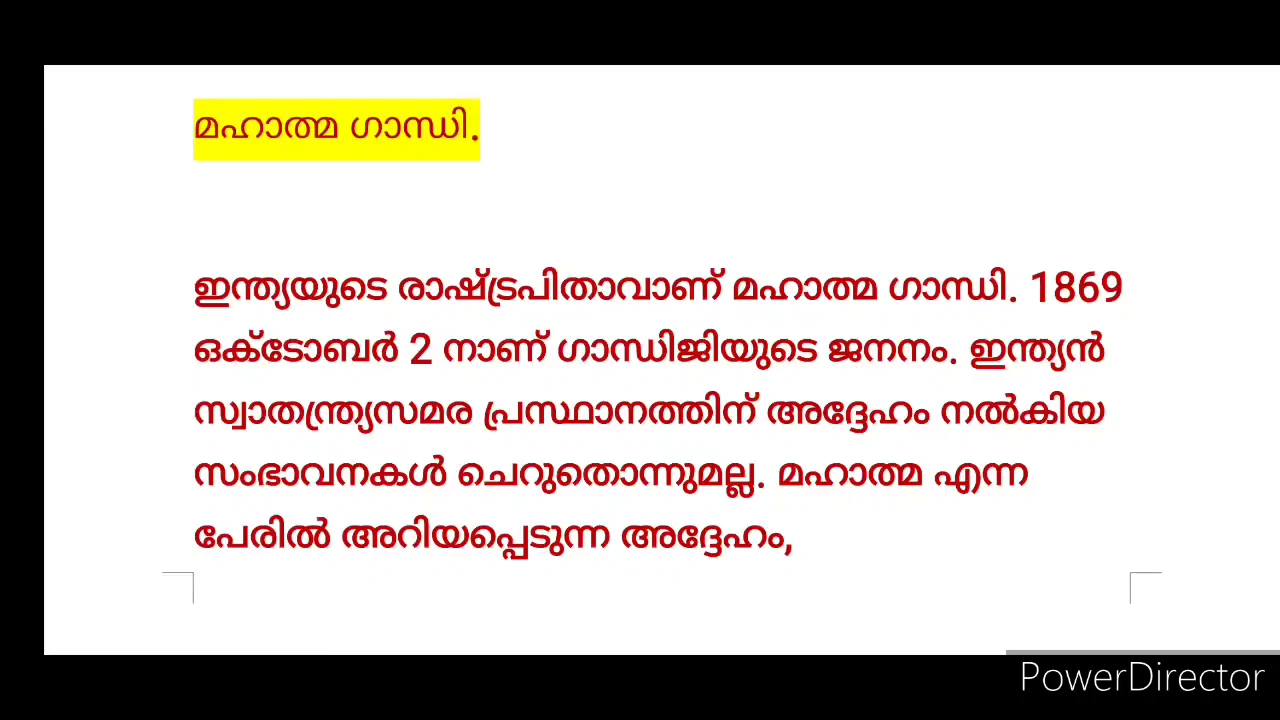 മഹാത്മ ഗാന്ധി.
ഇന്ത്യയുടെ രാഷ്ട്രപിതാവാണ് മഹാത്മ ഗാന്ധി. 1869
ഒക്ടോബർ 2 നാണ് ഗാന്ധിജിയുടെ ജനനം. ഇന്ത്യൻ
സ്വാതന്ത്ര്യസമര പ്രസ്ഥാനത്തിന് അദ്ദേഹം നൽകിയ
സംഭാവനകൾ ചെറുതൊന്നുമല്ല. മഹാത്മ എന്ന
പേരിൽ അറിയപ്പെടുന്ന അദ്ദേഹം,
PowerDirector